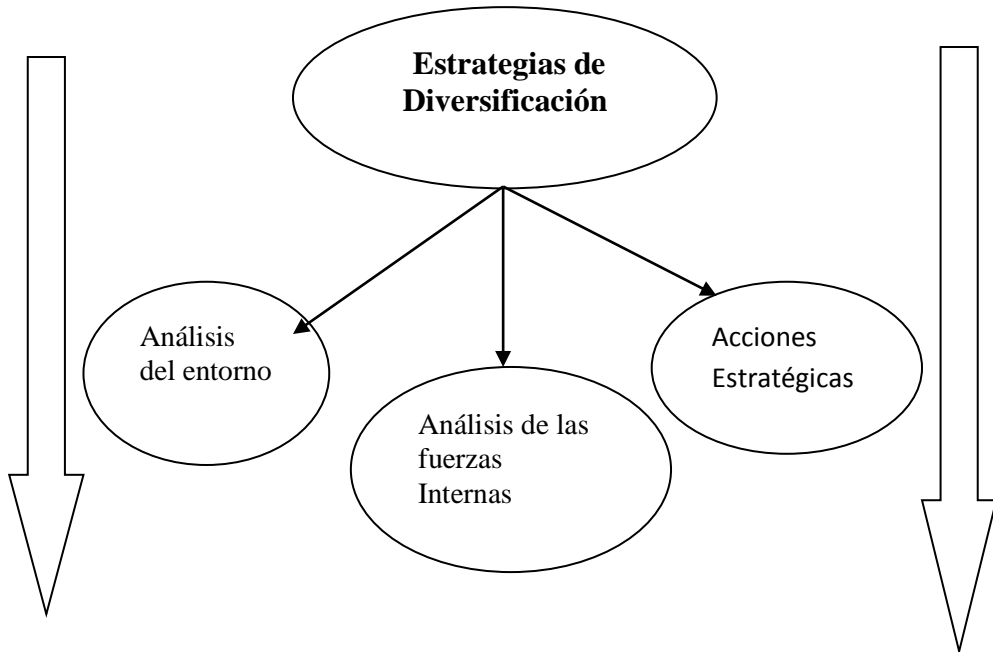 Estrategias de
Diversificación
Análisis
del entorno
Análisis de las
fuerzas
Internas
Acciones
Estratégicas